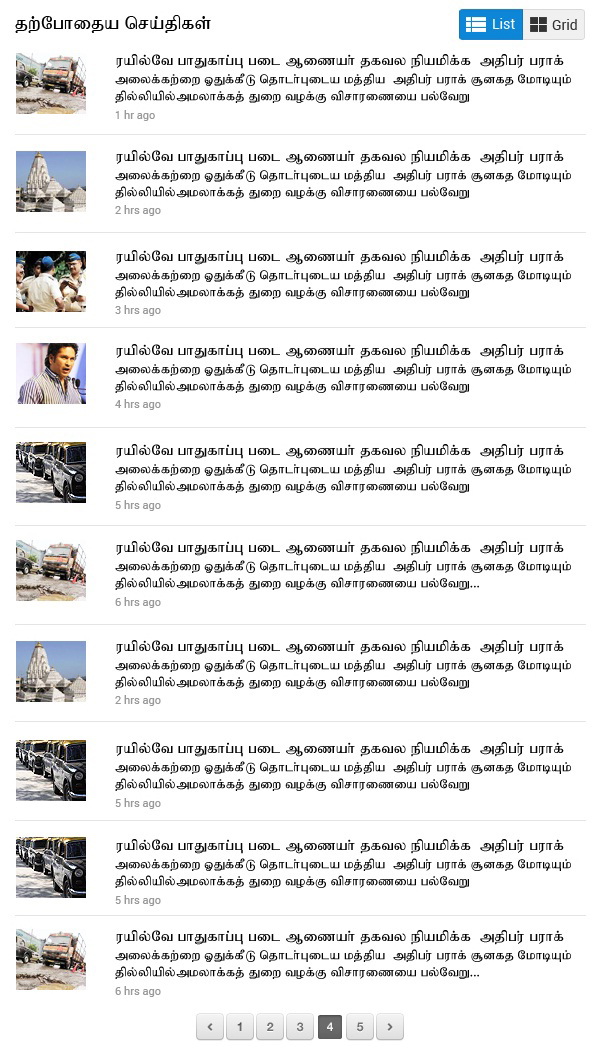 தற்போதைய செய்திகள்
List
Grid
ரயில்வே பாதுகாப்பு படை ஆணையர் தகவல நியமிக்க அதிபர் பராக்
அலைக்கற்றை ஓதுக்கீடு தொடர்புடைய மத்திய அதிபர் பராக் சூனகத மோடியும்
தில்லியில்அமலாக்கத் துறை வழக்கு விசாரணையை பல்வேறு
1 hr ago
ரயில்வே பாதுகாப்பு படை ஆணையர் தகவல நியமிக்க அதிபர் பராக்
அலைக்கற்றை ஓதுக்கீடு தொடர்புடைய மத்திய அதிபர் பராக் சூனகத மோடியும்
தில்லியில்அமலாக்கத் துறை வழக்கு விசாரணையை பல்வேறு
2 hrs ago
ரயில்வே பாதுகாப்பு படை ஆணையர் தகவல நியமிக்க அதிபர் பராக்
அலைக்கற்றை ஓதுக்கீடு தொடர்புடைய மத்திய அதிபர் பராக் சூனகத மோடியும்
தில்லியில்அமலாக்கத் துறை வழக்கு விசாரணையை பல்வேறு
3 hrs ago
ரயில்வே பாதுகாப்பு படை ஆணையர் தகவல நியமிக்க அதிபர் பராக்
அலைக்கற்றை ஓதுக்கீடு தொடர்புடைய மத்திய அதிபர் பராக் சூனகத மோடியும்
தில்லியில்அமலாக்கத் துறை வழக்கு விசாரணையை பல்வேறு
4 hrs ago
ரயில்வே பாதுகாப்பு படை ஆணையர் தகவல நியமிக்க அதிபர் பராக்
அலைக்கற்றை ஓதுக்கீடு தொடர்புடைய மத்திய அதிபர் பராக் சூனகத மோடியும்
தில்லியில்அமலாக்கத் துறை வழக்கு விசாரணையை பல்வேறு
5 hrs ago
ரயில்வே பாதுகாப்பு படை ஆணையர் தகவல நியமிக்க அதிபர் பராக்
அலைக்கற்றை ஓதுக்கீடு தொடர்புடைய மத்திய அதிபர் பராக் சூனகத மோடியும்
தில்லியில்அமலாக்கத் துறை வழக்கு விசாரணையை பல்வேறு...
6 hrs ago
ரயில்வே பாதுகாப்பு படை ஆணையர் தகவல நியமிக்க அதிபர் பராக்
அலைக்கற்றை ஓதுக்கீடு தொடர்புடைய மத்திய அதிபர் பராக் சூனகத மோடியும்
தில்லியில்அமலாக்கத் துறை வழக்கு விசாரணையை பல்வேறு
2 hrs ago
ரயில்வே பாதுகாப்பு படை ஆணையர் தகவல நியமிக்க அதிபர் பராக்
அலைக்கற்றை ஓதுக்கீடு தொடர்புடைய மத்திய அதிபர் பராக் சூனகத மோடியும்
தில்லியில்அமலாக்கத் துறை வழக்கு விசாரணையை பல்வேறு
5 hrs ago
ரயில்வே பாதுகாப்பு படை ஆணையர் தகவல நியமிக்க அதிபர் பராக்
அலைக்கற்றை ஓதுக்கீடு தொடர்புடைய மத்திய அதிபர் பராக் சூனகத மோடியும்
தில்லியில்அமலாக்கத் துறை வழக்கு விசாரணையை பல்வேறு
5 hrs ago
ரயில்வே பாதுகாப்பு படை ஆணையர் தகவல நியமிக்க அதிபர் பராக்
அலைக்கற்றை ஓதுக்கீடு தொடர்புடைய மத்திய அதிபர் பராக் சூனகத மோடியும்
தில்லியில்அமலாக்கத் துறை வழக்கு விசாரணையை பல்வேறு...
6 hrs ago
‹ 1 2 3 4 5 ›